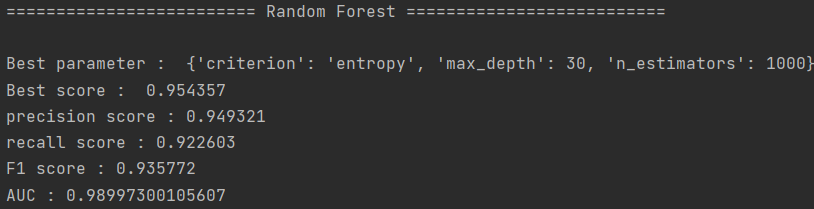 ========================= Random Forest ==========================
Best parameter :  {'criterion': 'entropy', 'max_depth': 30, 'n_estimators': 1000}
Best score :  0.954357
precision score : 0.949321
recall score : 0.922603
F1 score : 0.935772
AUC : 0.98997300105607